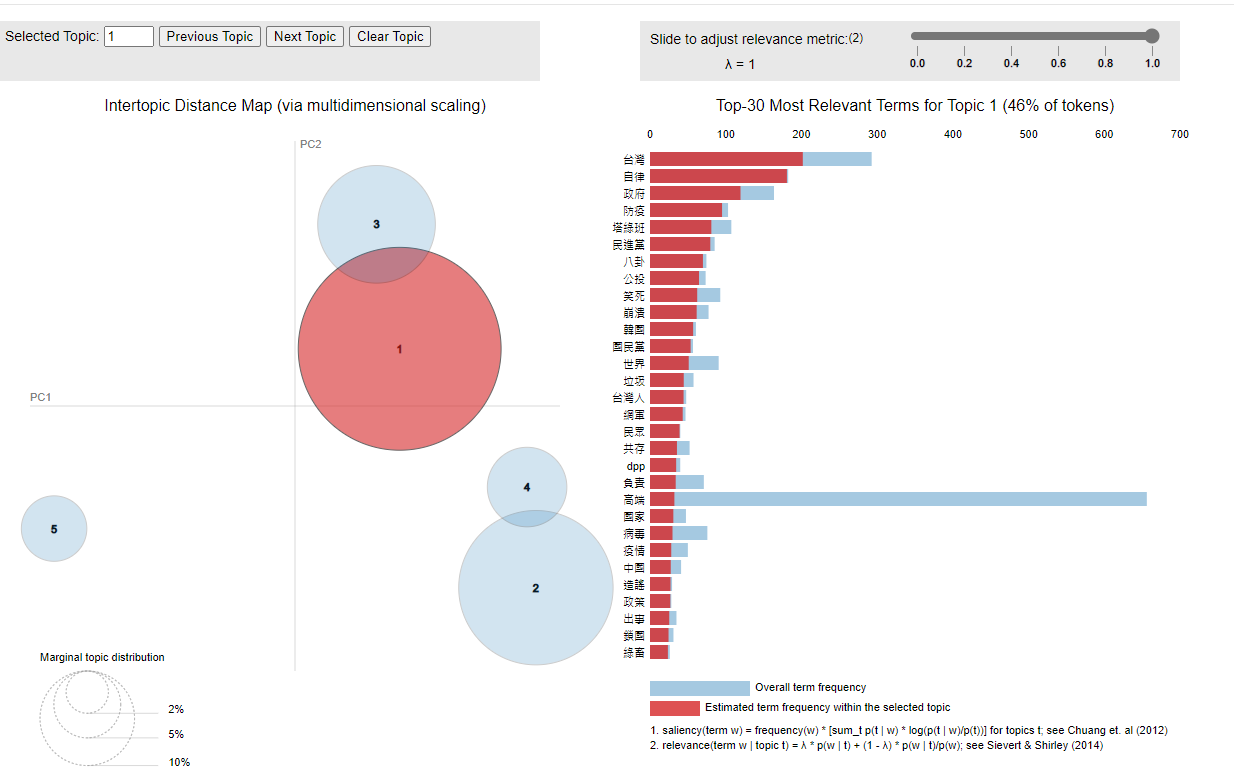 Selected Topic: 1 Previous Topic Next Topic Clear Topic
Slide to adjust relevance metric:(2)
λ = 1
0.0 0.2 0.4 0.6 0.8 1.0
Intertopic Distance Map (via multidimensional scaling)
PC2
PC1
3
1
4
5
2
Marginal topic distribution
2%
5%
10%
Top-30 Most Relevant Terms for Topic 1 (46% of tokens)
0 100 200 300 400 500 600 700
台灣
自律
政府
防疫
塔綠班
民進黨
八卦
公投
笑死
崩潰
韓國
國民黨
世界
垃圾
台灣人
網軍
民眾
共存
dpp
負責
高端
國家
病毒
疫情
中國
造謠
政策
出事
鎖國
綠畜
Overall term frequency
Estimated term frequency within the selected topic
1. saliency(term w) = frequency(w) * [sum_t p(t | w) * log(p(t | w)/p(t))] for topics t; see Chuang et. al (2012)
2. relevance(term w | topic t) = λ * p(w | t) + (1 - λ) * p(w | t)/p(w); see Sievert & Shirley (2014)